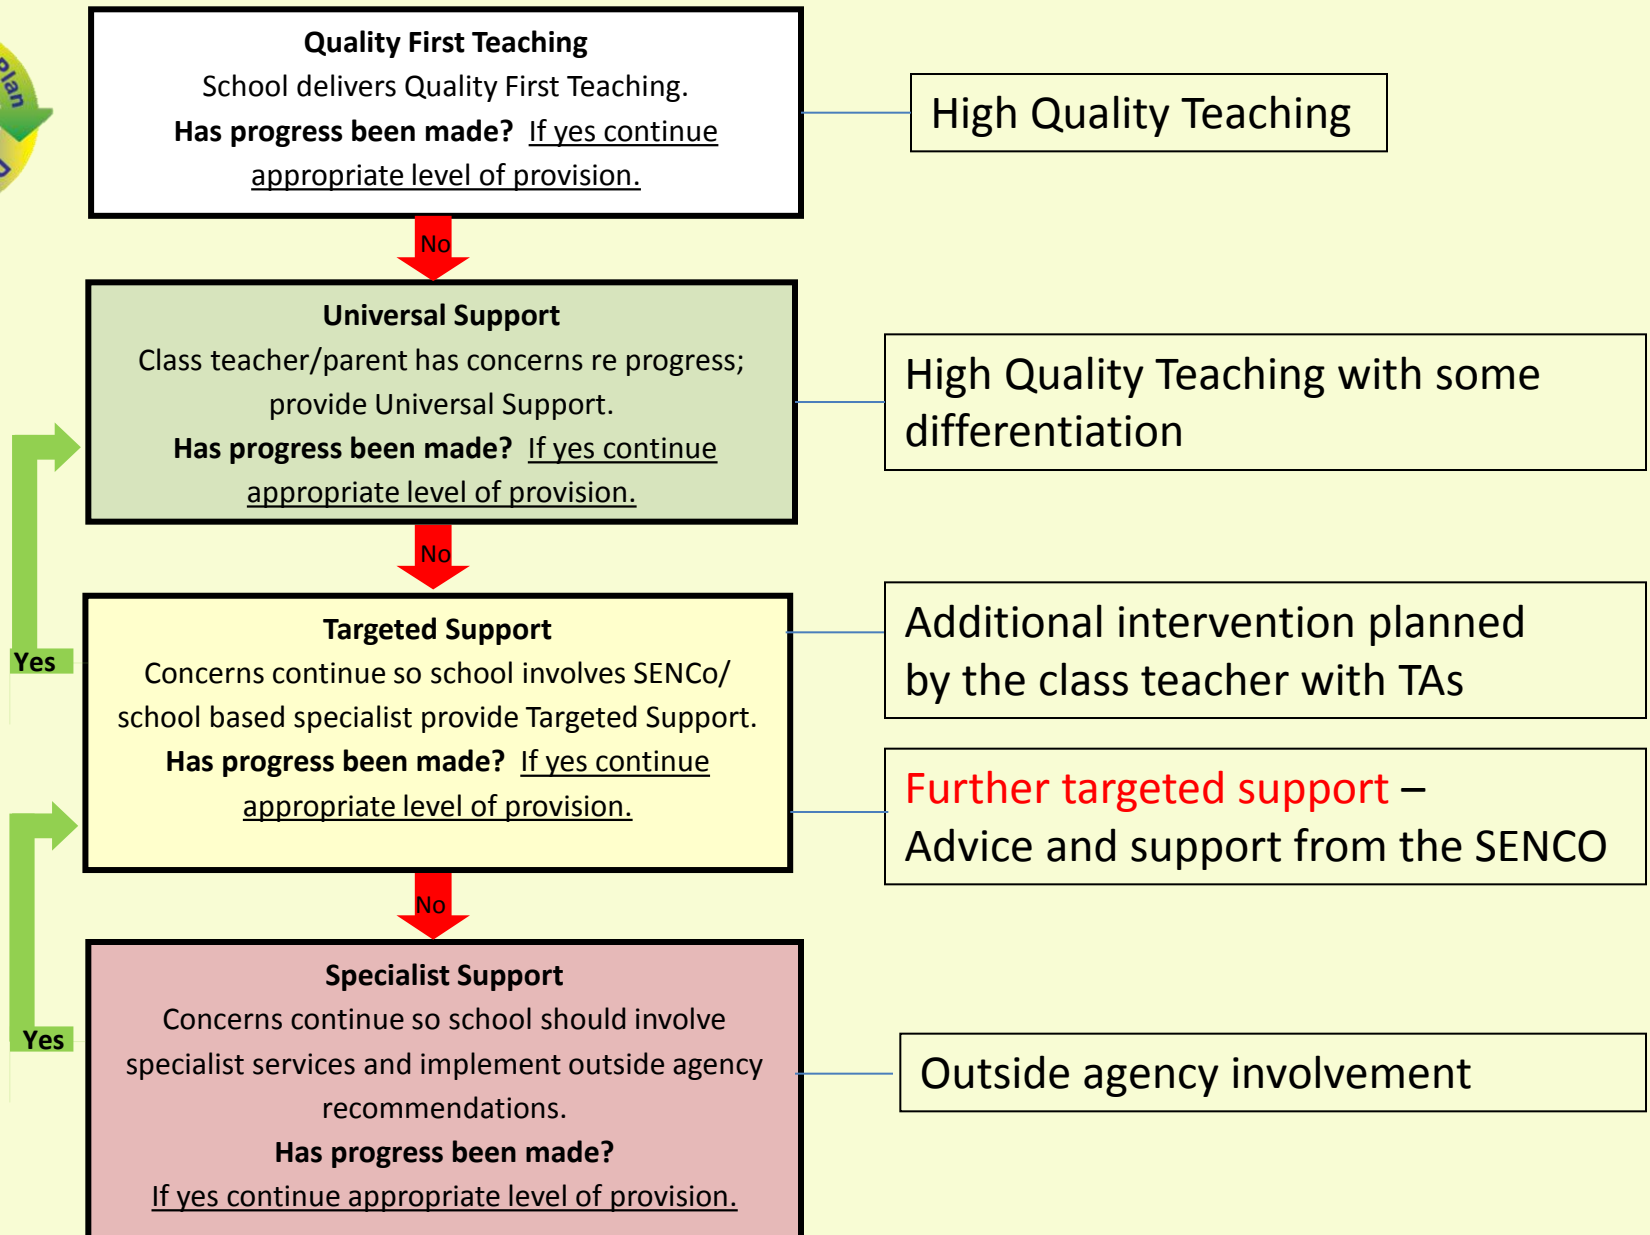 Plan
Quality First Teaching
School delivers Quality First Teaching.
Has progress been made? If yes continue
appropriate level of provision.
High Quality Teaching
No
Universal Support
Class teacher/parent has concerns re progress;
provide Universal Support.
Has progress been made? If yes continue
appropriate level of provision.
High Quality Teaching with some
differentiation
No
Yes
Targeted Support
Concerns continue so school involves SENCo/
school based specialist provide Targeted Support.
Has progress been made? If yes continue
appropriate level of provision.
Additional intervention planned
by the class teacher with TAs
Further targeted support –
Advice and support from the SENCO
No
Yes
Specialist Support
Concerns continue so school should involve
specialist services and implement outside agency
recommendations.
Has progress been made?
If yes continue appropriate level of provision.
Outside agency involvement